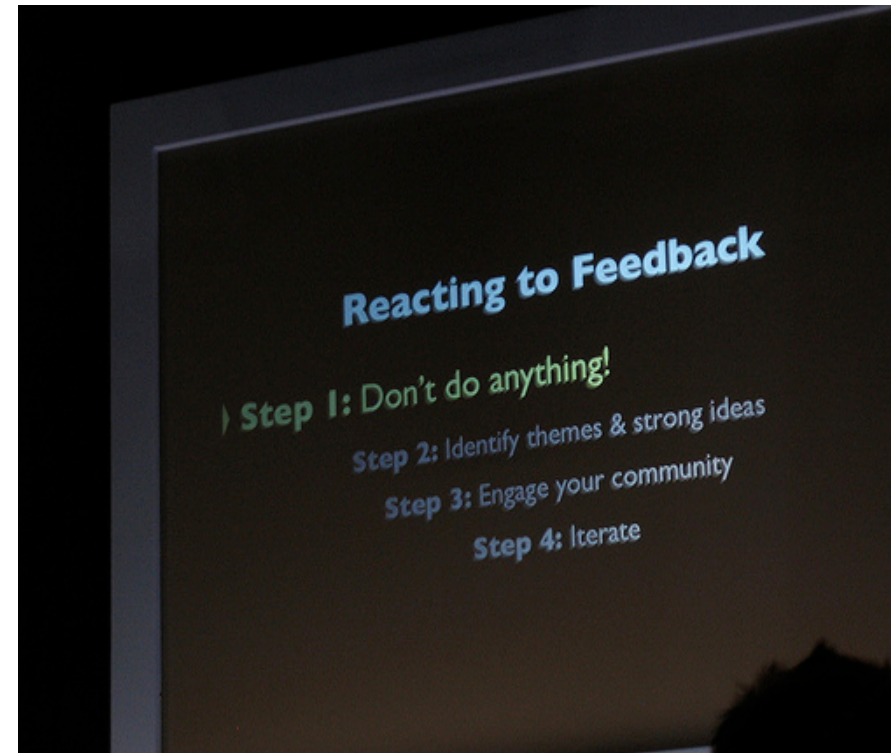 Reacting to Feedback
Step 1: Don't do anything!
Step 2: Identify themes & strong ideas
Step 3: Engage your community
Step 4: Iterate